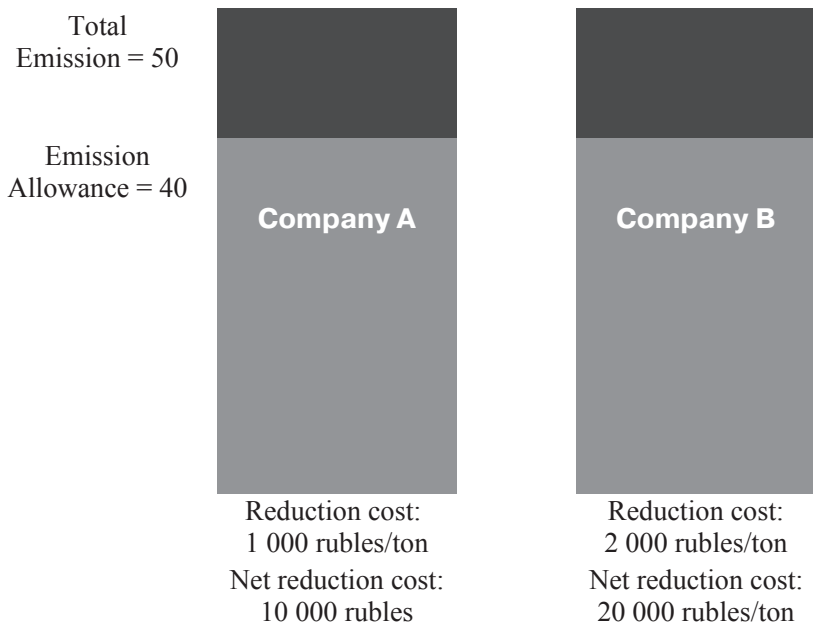 Total
Emission = 50
Emission
Allowance = 40
Company A
Company B
Reduction cost:
1 000 rubles/ton
Net reduction cost:
10 000 rubles
Reduction cost:
2 000 rubles/ton
Net reduction cost:
20 000 rubles/ton